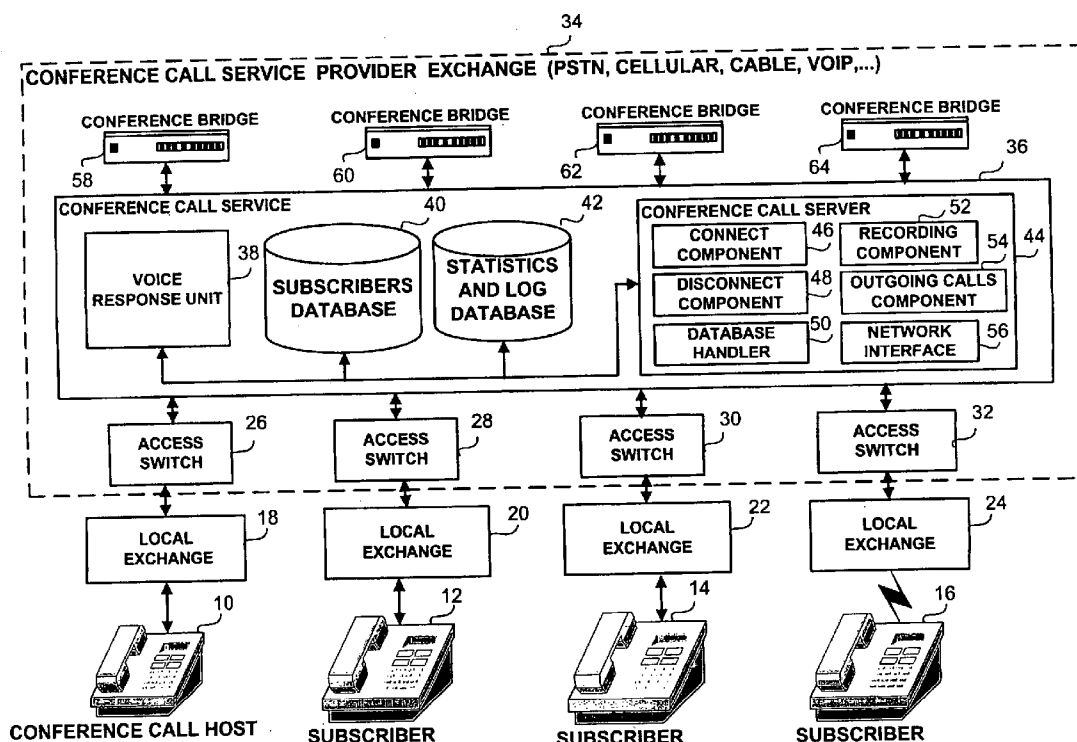 34
CONFERENCE CALL SERVICE PROVIDER EXCHANGE (PSTN, CELLULAR, CABLE, VOIP,...)
CONFERENCE BRIDGE
CONFERENCE BRIDGE
CONFERENCE BRIDGE
CONFERENCE BRIDGE
58
60
62
64
36
CONFERENCE CALL SERVICE
40
42
CONFERENCE CALL SERVER
52
VOICE
RESPONSE UNIT
38
SUBSCRIBERS
DATABASE
STATISTICS
AND LOG
DATABASE
CONNECT
COMPONENT
46
RECORDING
COMPONENT
54
44
DISCONNECT
COMPONENT
48
OUTGOING CALLS
COMPONENT
DATABASE
HANDLER
50
NETWORK
INTERFACE
56
ACCESS
SWITCH
26
ACCESS
SWITCH
28
ACCESS
SWITCH
30
ACCESS
SWITCH
32
LOCAL
EXCHANGE
18
LOCAL
EXCHANGE
20
LOCAL
EXCHANGE
22
LOCAL
EXCHANGE
24
10
12
14
16
CONFERENCE CALL HOST
SUBSCRIBER
SUBSCRIBER
SUBSCRIBER